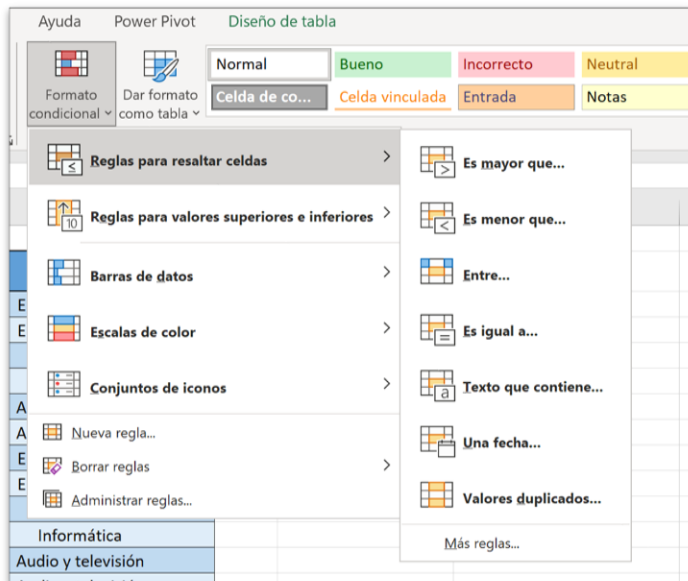 Ayuda Power Pivot Diseño de tabla
Normal Bueno Incorrecto Neutral
Formato condicional Dar formato como tabla
Celda de co... Celda vinculada Entrada Notas
Reglas para resaltar celdas
Reglas para valores superiores e inferiores
10
Barras de datos
Escalas de color
Conjuntos de iconos
Nueva regla...
Borrar reglas
Administrar reglas...
Es mayor que...
Es menor que...
Entre...
Es igual a...
Texto que contiene...
a
Una fecha...
Valores duplicados...
Más reglas...
E
E
A
A
E
E
Informática
Audio y televisión